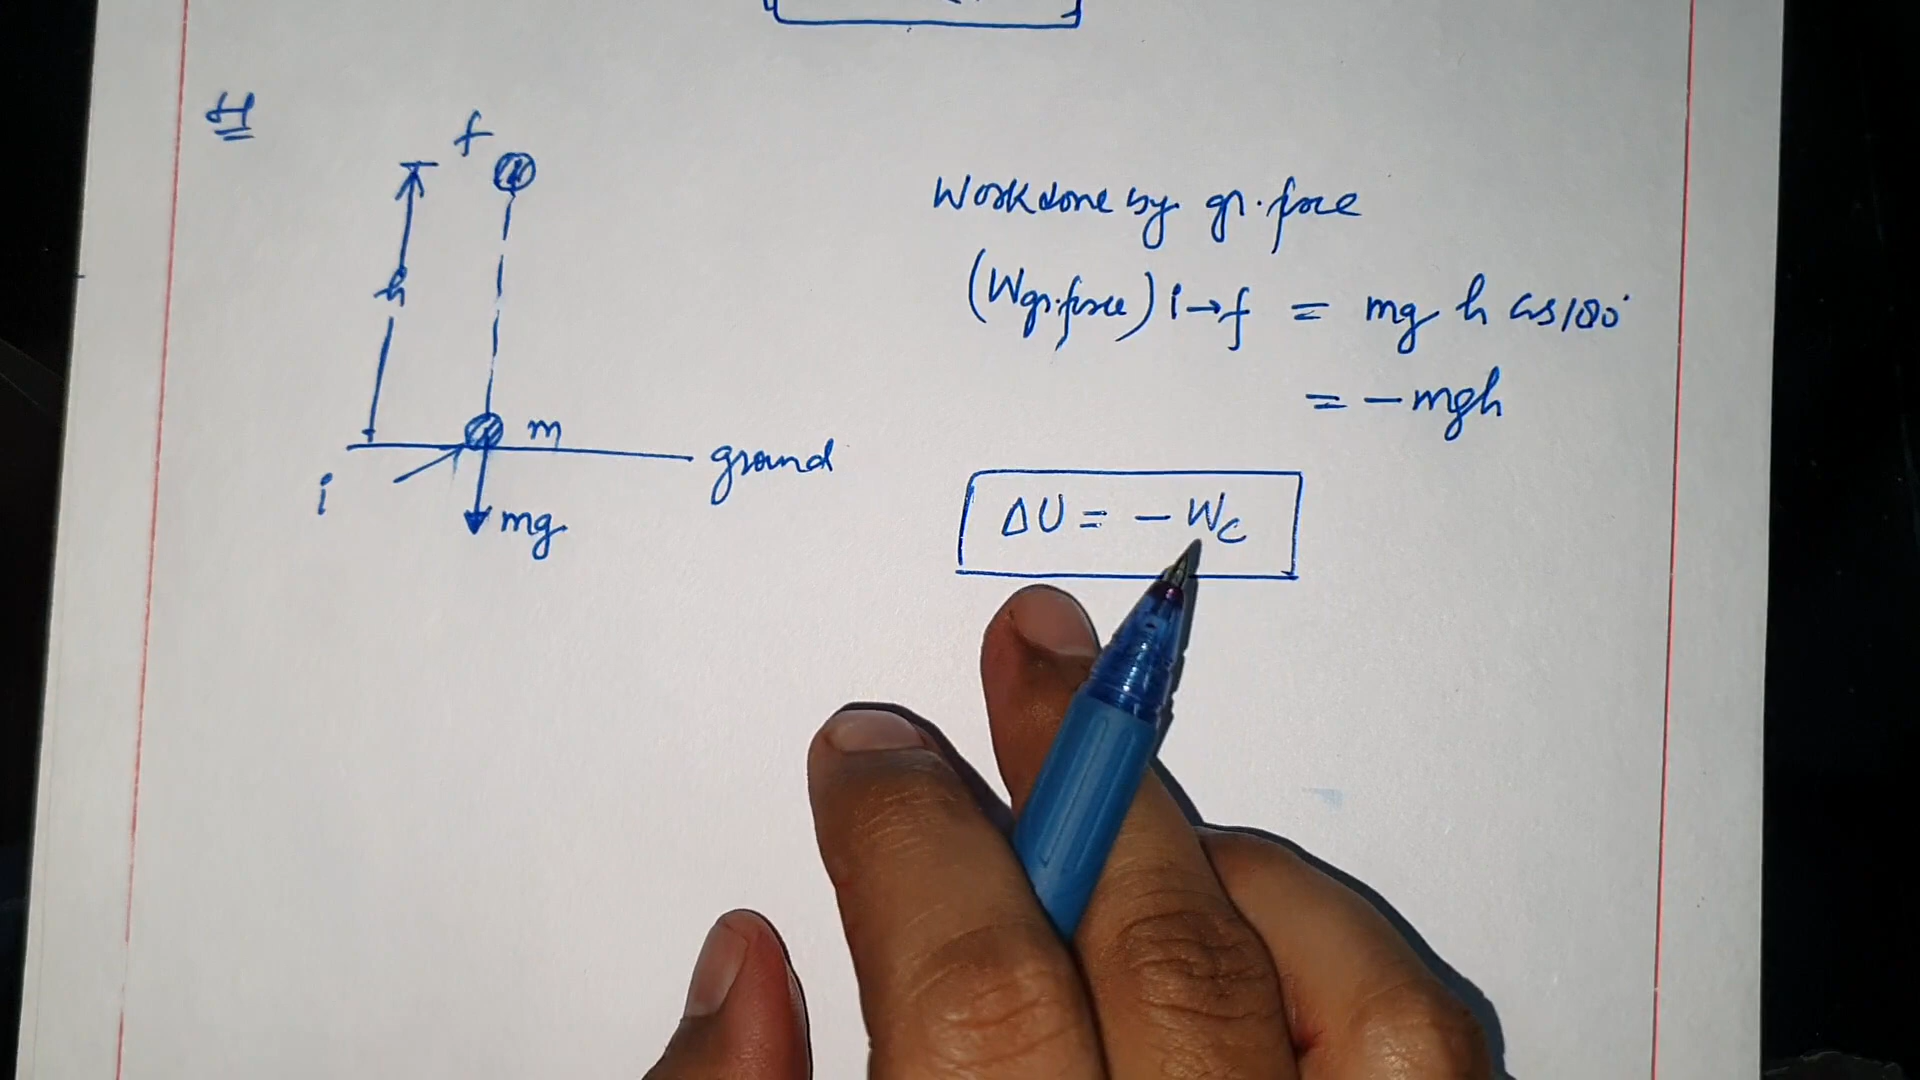 H
f
h
m
ground
i
mg
Workdone by gr. force
(Wgr.force) i→f = mg h cos180°
= -mgh
ΔU = -Wc